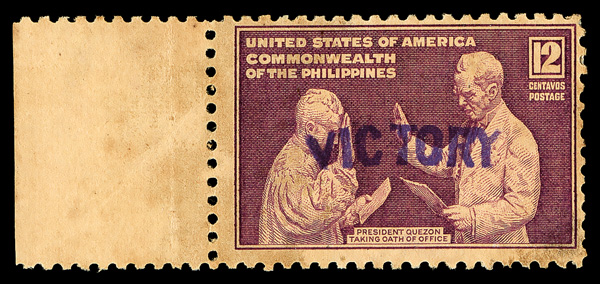 UNITED STATES OF AMERICA
COMMONWEALTH
OF THE PHILIPPINES
12
CENTAVOS
POSTAGE
VICTORY
PRESIDENT QUEZON
TAKING OATH OF OFFICE